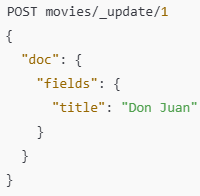 POST movies/_update/1
{
  "doc": {
    "fields": {
      "title": "Don Juan"
    }
  }
}